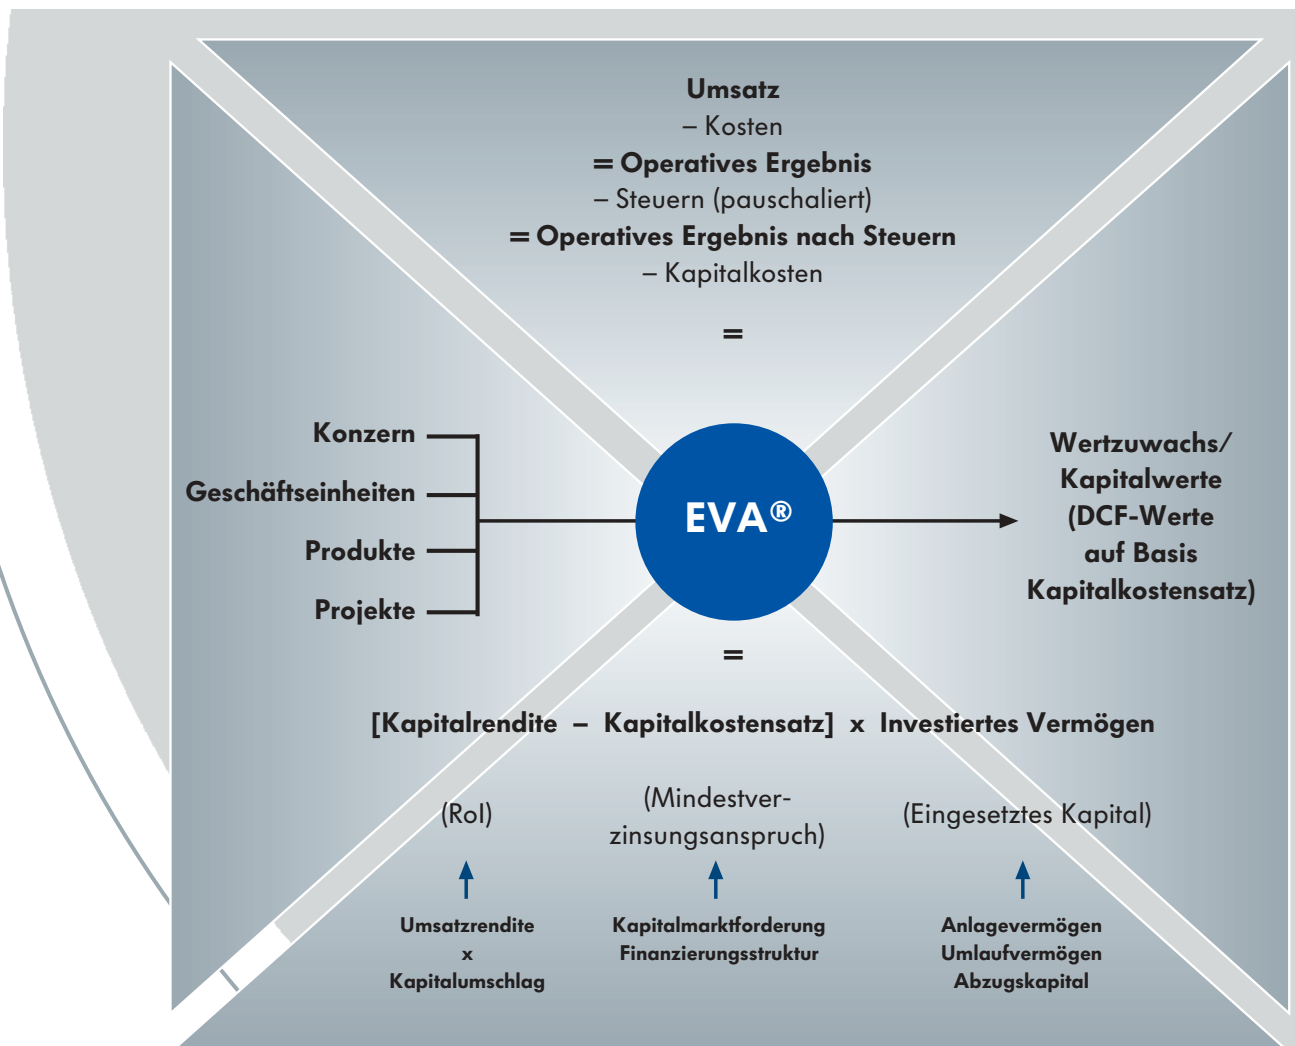 Umsatz
– Kosten
= Operatives Ergebnis
– Steuern (pauschaliert)
= Operatives Ergebnis nach Steuern
– Kapitalkosten
=
Konzern
Geschäftseinheiten
Produkte
Projekte
EVA®
Wertzuwachs/
Kapitalwerte
(DCF-Werte
auf Basis
Kapitalkostensatz)
=
[Kapitalrendite – Kapitalkostensatz] x Investiertes Vermögen
(RoI)
(Mindestver-
zinsungsanspruch)
(Eingesetztes Kapital)
Umsatzrendite
x
Kapitalumschlag
Kapitalmarktforderung
Finanzierungsstruktur
Anlagevermögen
Umlaufvermögen
Abzugskapital